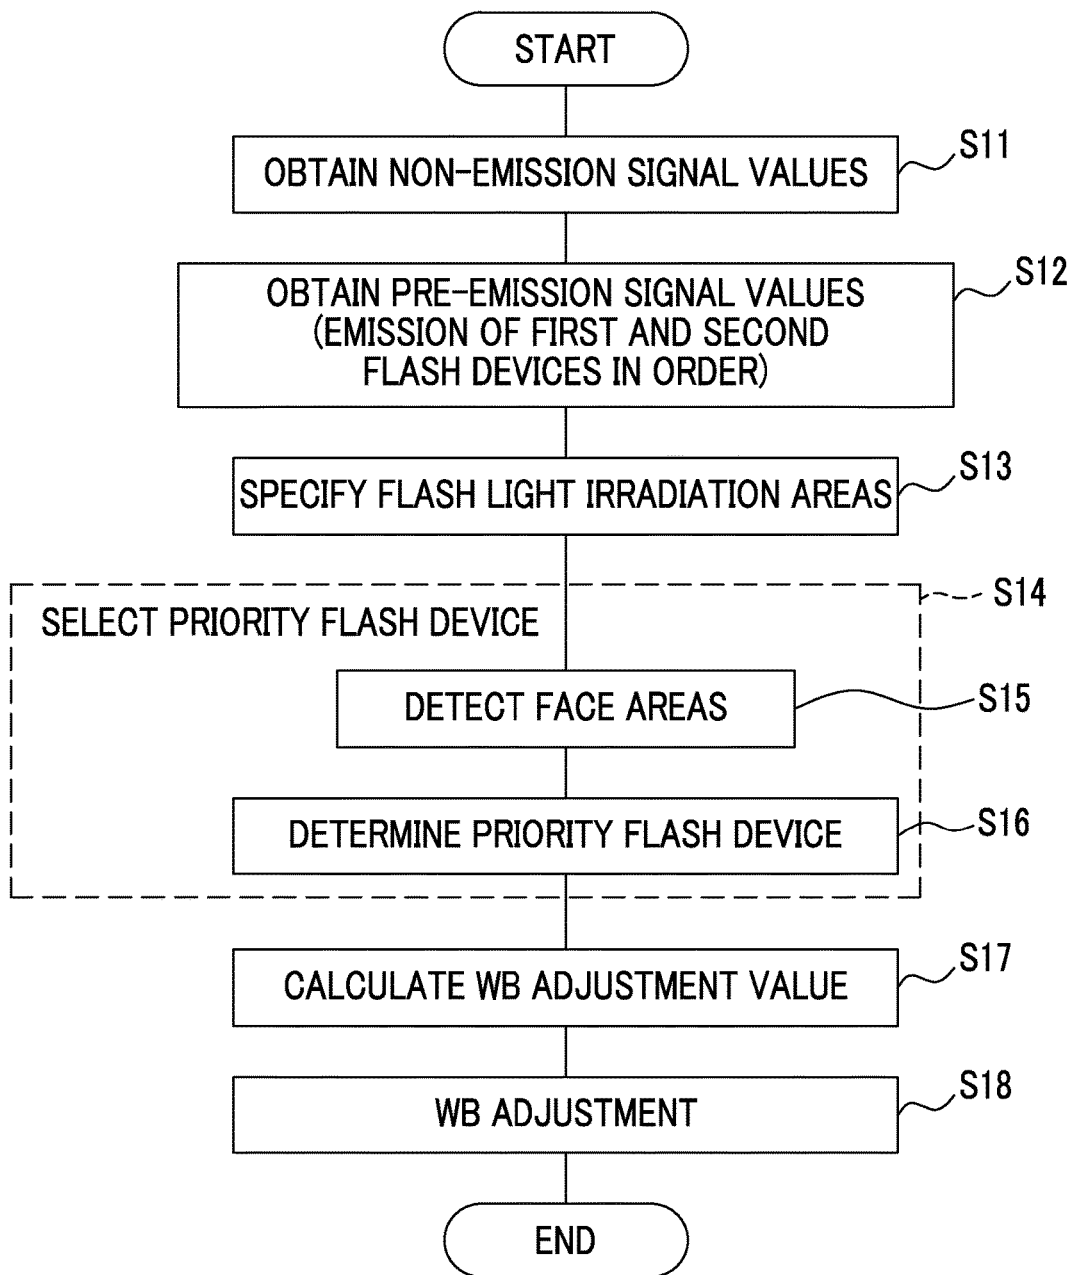 START
OBTAIN NON-EMISSION SIGNAL VALUES
S11
OBTAIN PRE-EMISSION SIGNAL VALUES
(EMISSION OF FIRST AND SECOND
FLASH DEVICES IN ORDER)
S12
SPECIFY FLASH LIGHT IRRADIATION AREAS
S13
SELECT PRIORITY FLASH DEVICE
S14
DETECT FACE AREAS
S15
DETERMINE PRIORITY FLASH DEVICE
S16
CALCULATE WB ADJUSTMENT VALUE
S17
WB ADJUSTMENT
S18
END